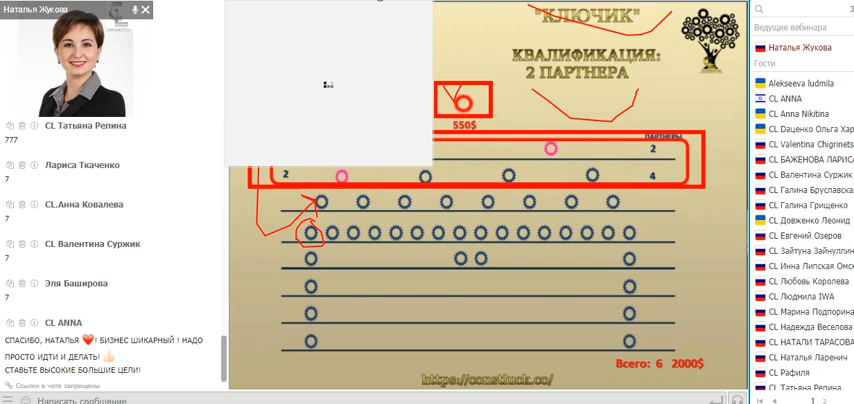 Наталья Жукова
CL Татьяна Репина
777
Лариса Ткаченко
7
CL.Анна Ковалева
7
CL Валентина Суржик
7
Эля Баширова
7
CL ANNA
СПАСИБО, НАТАЛЬЯ ❤️! БИЗНЕС ШИКАРНЫЙ ! НАДО
ПРОСТО ИДТИ И ДЕЛАТЬ! 👍
СТАВЬТЕ ВЫСОКИЕ БОЛЬШИЕ ЦЕЛИ!
Ссылки в чате запрещены
Написать сообщение
"КЛЮЧИК"
КВАЛИФИКАЦИЯ:
2 ПАРТНЕРА
550$
ПАРТНЕРЫ
2
2 4
Всего: 6 2000$
https://constluck.co/
3
Ведущие вебинара
Наталья Жукова
Гости
Alekseeva ludmila
CL ANNA
CL Anna Nikitina
CL Даценко Ольга Хар
CL Valentina Chigrinets
CL БАЖЕНОВА ЛАРИС
CL Валентина Суржик
CL Галина Бруславска
CL Галина Грищенко
CL Довженко Леонид
CL Евгений Озеров
CL Зайтуна Зайнуллин
CL Инна Липская Омс
CL Любовь Королева
CL Людмила IWA
CL Марина Подпорина
CL Надежда Веселова
CL НАТАЛИ ТАРАСОВА
CL Наталья Ларенич
CL Рафиля
CL Татьяна Репина
1 2